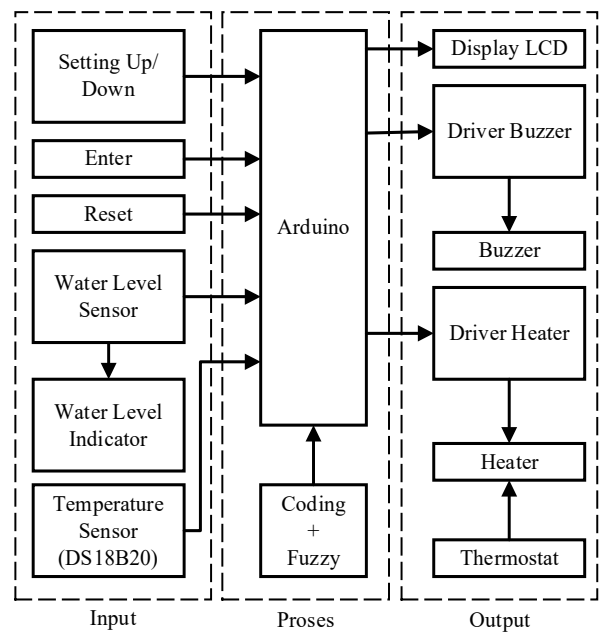 Setting Up/
Down
Enter
Reset
Water Level
Sensor
Water Level
Indicator
Temperature
Sensor
(DS18B20)
Input
Arduino
Coding
+
Fuzzy
Proses
Display LCD
Driver Buzzer
Buzzer
Driver Heater
Heater
Thermostat
Output